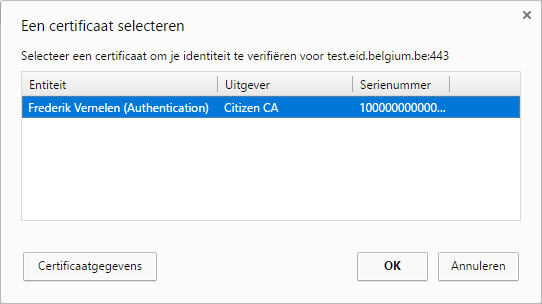 Een certificaat selecteren
Selecteer een certificaat om je identiteit te verifiëren voor test.eid.belgium.be:443
Entiteit Uitgever Serienummer
Frederik Vernelen (Authentication) Citizen CA 100000000000...
Certificaatgegevens OK Annuleren